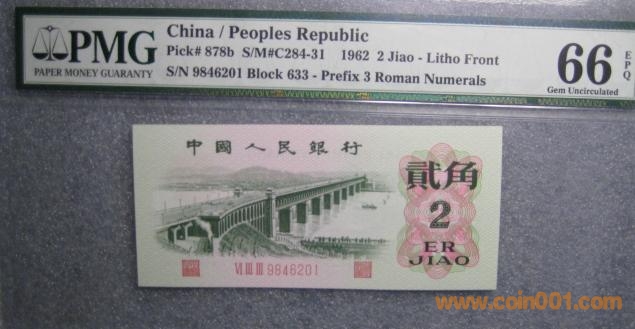 PMG
PAPER MONEY GUARANTY
China / Peoples Republic
Pick# 878b S/M#C284-31 1962 2 Jiao - Litho Front
S/N 9846201 Block 633 - Prefix 3 Roman Numerals
66 EPQ
Gem Uncirculated
中國人民銀行
貳角
2
ER
JIAO
VI III III 9846201
www.coin001.com